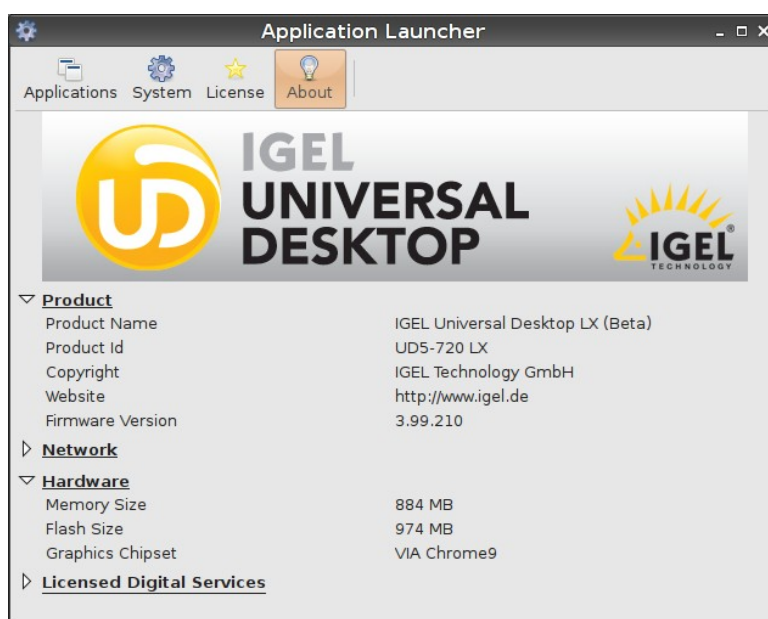 Application Launcher
Applications System License About
IGEL
UNIVERSAL
DESKTOP
UD
IGEL®
TECHNOLOGY
Product
Product Name IGEL Universal Desktop LX (Beta)
Product Id UD5-720 LX
Copyright IGEL Technology GmbH
Website http://www.igel.de
Firmware Version 3.99.210
Network
Hardware
Memory Size 884 MB
Flash Size 974 MB
Graphics Chipset VIA Chrome9
Licensed Digital Services